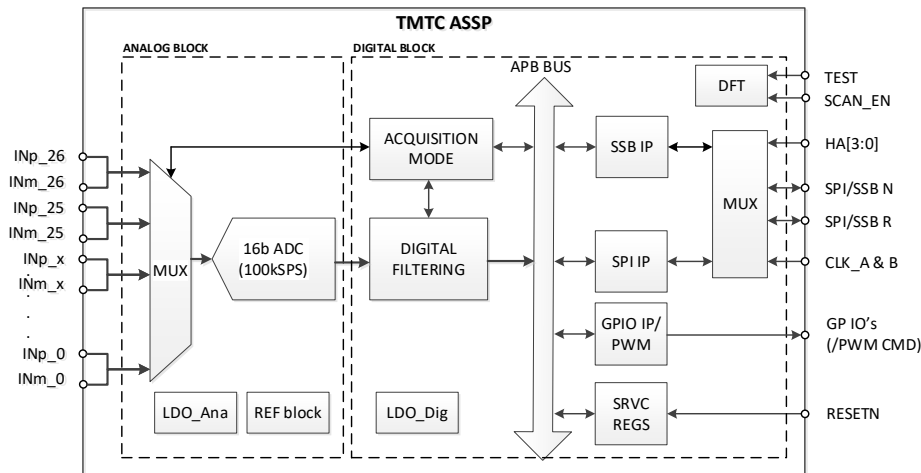 TMTC ASSP
ANALOG BLOCK
DIGITAL BLOCK
APB BUS
DFT
TEST
SCAN_EN
INp_26
INm_26
INp_25
INm_25
INp_x
INm_x
.
.
.
INp_0
INm_0
MUX
16b ADC
(100kSPS)
ACQUISITION
MODE
DIGITAL
FILTERING
SSB IP
SPI IP
MUX
HA[3:0]
SPI/SSB N
SPI/SSB R
CLK_A & B
GPIO IP/
PWM
GP IO's
(/PWM CMD)
SRVC
REGS
RESETN
LDO_Ana
REF block
LDO_Dig